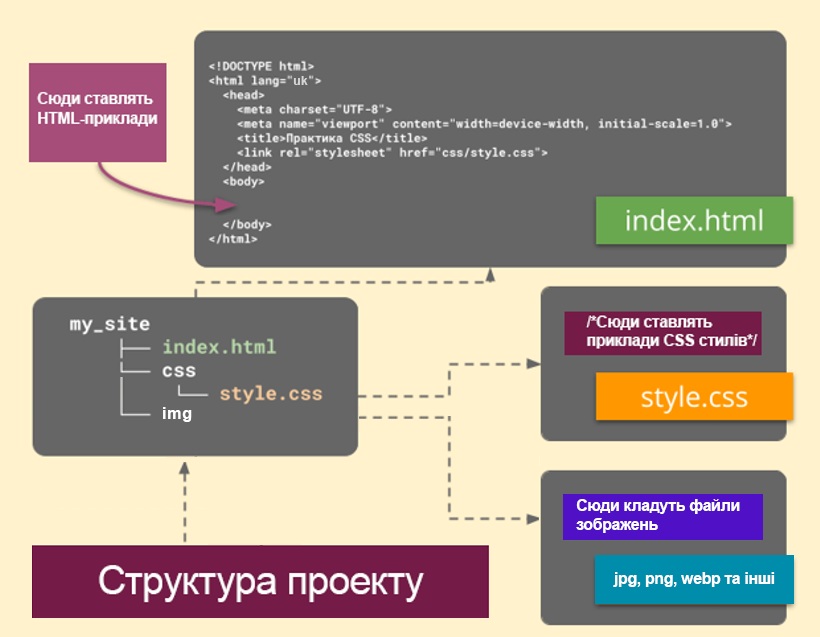 Сюди ставлять
HTML-приклади
<!DOCTYPE html>
<html lang="uk">
<head>
<meta charset="UTF-8">
<meta name="viewport" content="width=device-width, initial-scale=1.0">
<title>Практика CSS</title>
<link rel="stylesheet" href="css/style.css">
</head>
<body>
</body>
</html>
index.html
my_site
index.html
css
style.css
img
/*Сюди ставлять
приклади CSS стилів*/
style.css
Сюди кладуть файли
зображень
jpg, png, webp та інші
Структура проекту